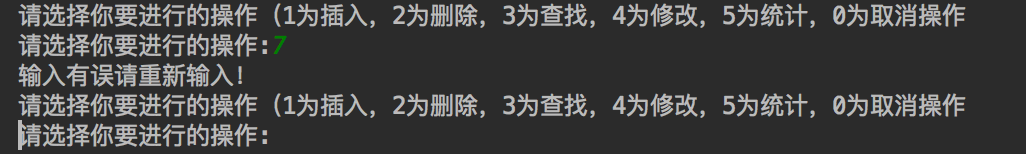 请选择你要进行的操作（1为插入，2为删除，3为查找，4为修改，5为统计，0为取消操作
请选择你要进行的操作:7
输入有误请重新输入!
请选择你要进行的操作（1为插入，2为删除，3为查找，4为修改，5为统计，0为取消操作
请选择你要进行的操作: